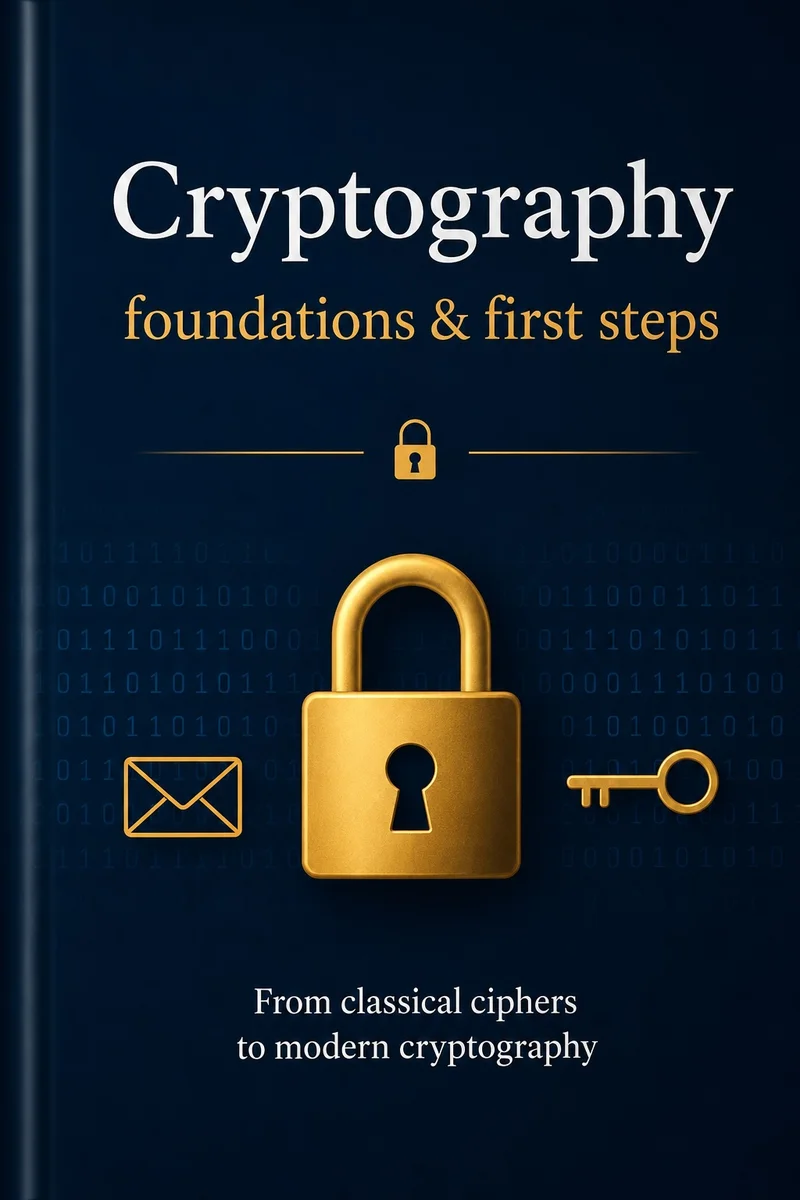 Cryptography
foundations & first steps
From classical ciphers
to modern cryptography